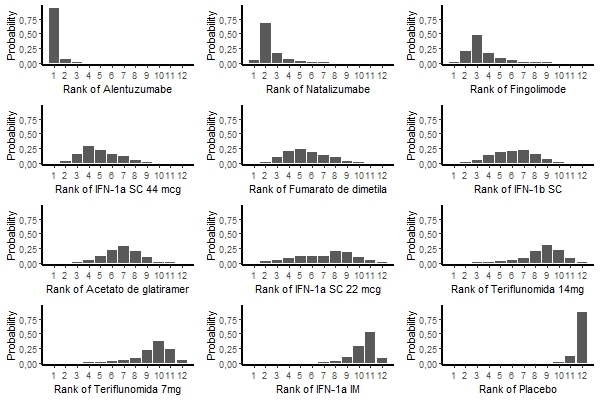 Probability
0,75
0,50
0,25
0,00
1 2 3 4 5 6 7 8 9 10 11 12
Rank of Alentuzumabe
Probability
0,75
0,50
0,25
0,00
1 2 3 4 5 6 7 8 9 10 11 12
Rank of Natalizumabe
Probability
0,75
0,50
0,25
0,00
1 2 3 4 5 6 7 8 9 10 11 12
Rank of Fingolimode
Probability
0,75
0,50
0,25
0,00
1 2 3 4 5 6 7 8 9 10 11 12
Rank of IFN-1a SC 44 mcg
Probability
0,75
0,50
0,25
0,00
1 2 3 4 5 6 7 8 9 10 11 12
Rank of Fumarato de dimetila
Probability
0,75
0,50
0,25
0,00
1 2 3 4 5 6 7 8 9 10 11 12
Rank of IFN-1b SC
Probability
0,75
0,50
0,25
0,00
1 2 3 4 5 6 7 8 9 10 11 12
Rank of Acetato de glatiramer
Probability
0,75
0,50
0,25
0,00
1 2 3 4 5 6 7 8 9 10 11 12
Rank of IFN-1a SC 22 mcg
Probability
0,75
0,50
0,25
0,00
1 2 3 4 5 6 7 8 9 10 11 12
Rank of Teriflunomida 14mg
Probability
0,75
0,50
0,25
0,00
1 2 3 4 5 6 7 8 9 10 11 12
Rank of Teriflunomida 7mg
Probability
0,75
0,50
0,25
0,00
1 2 3 4 5 6 7 8 9 10 11 12
Rank of IFN-1a IM
Probability
0,75
0,50
0,25
0,00
1 2 3 4 5 6 7 8 9 10 11 12
Rank of Placebo